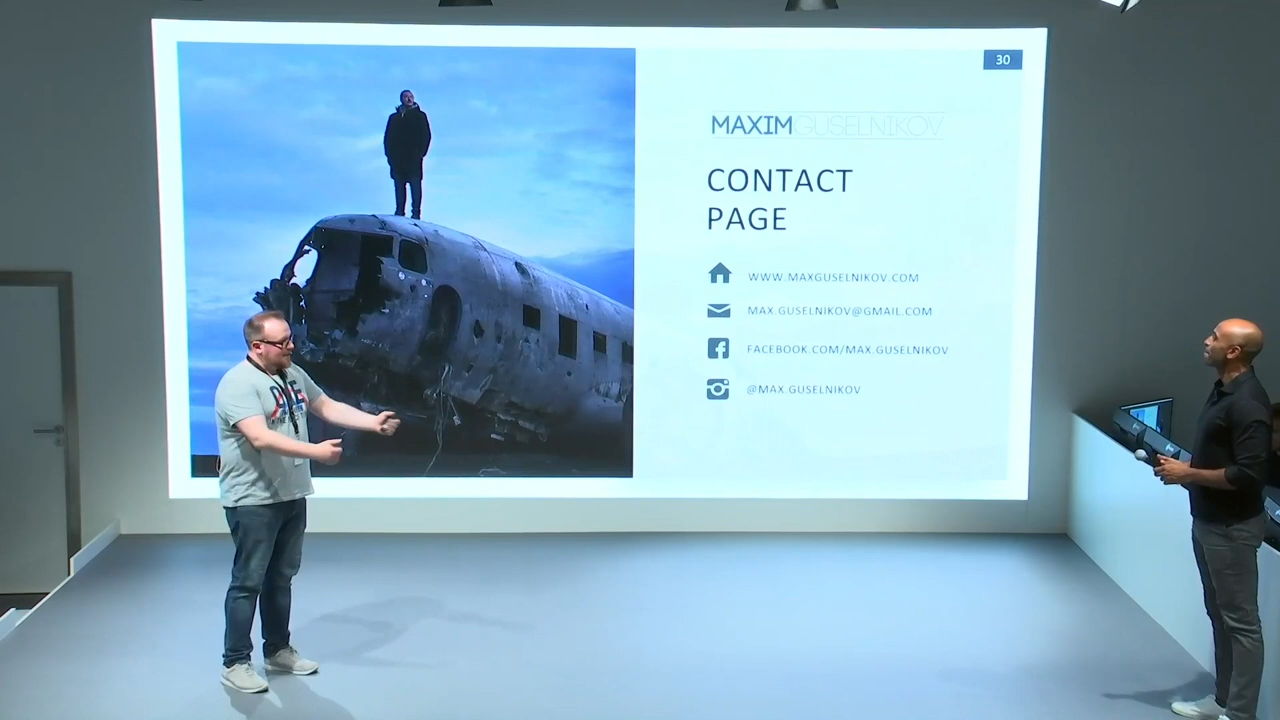 30
MAXIMGUSELNIKOV
CONTACT
PAGE
WWW.MAXGUSELNIKOV.COM
MAX.GUSELNIKOV@GMAIL.COM
FACEBOOK.COM/MAX.GUSELNIKOV
@MAX.GUSELNIKOV